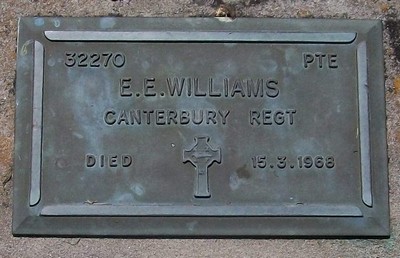 32270 PTE
E.E.WILLIAMS
CANTERBURY REGT
DIED 15.3.1968